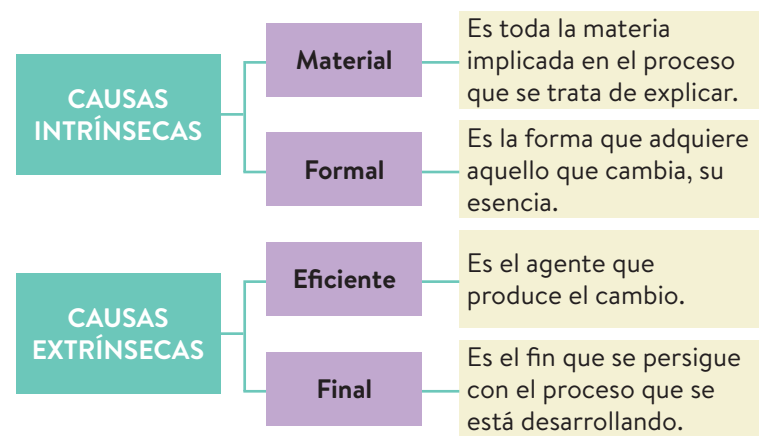 CAUSAS
INTRÍNSECAS
Material
Es toda la materia
implicada en el proceso
que se trata de explicar.
Formal
Es la forma que adquiere
aquello que cambia, su
esencia.
CAUSAS
EXTRÍNSECAS
Eficiente
Es el agente que
produce el cambio.
Final
Es el fin que se persigue
con el proceso que se
está desarrollando.